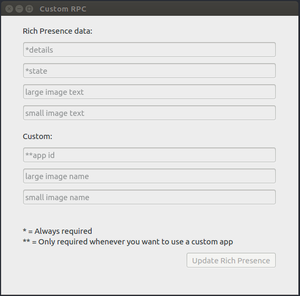 Custom RPC
Rich Presence data:
*details
*state
large image text
small image text
Custom:
**app id
large image name
small image name
* = Always required
** = Only required whenever you want to use a custom app
Update Rich Presence